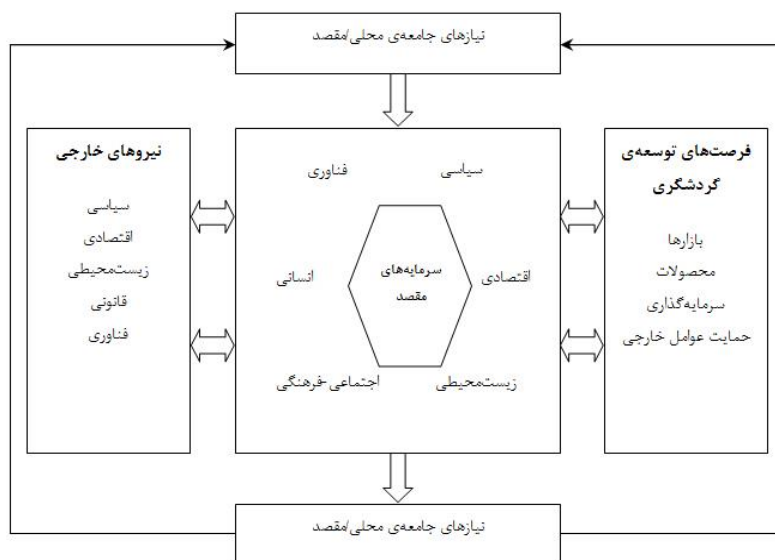 نیازهای جامعه‌ی محلی/مقصد
فرصت‌های توسعه‌ی
گردشگری
بازارها
محصولات
سرمایه‌گذاری
حمایت عوامل خارجی
سیاسی
فناوری
اقتصادی
سرمایه‌های
مقصد
انسانی
زیست‌محیطی
اجتماعی-فرهنگی
نیروهای خارجی
سیاسی
اقتصادی
زیست‌محیطی
قانونی
فناوری
نیازهای جامعه‌ی محلی/مقصد